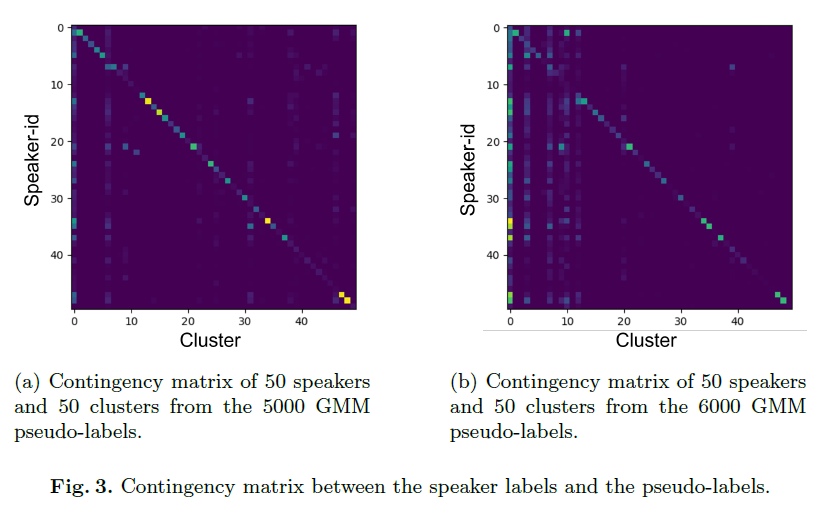 0
10
20
30
40
Speaker-id
0 10 20 30 40
Cluster
0
10
20
30
40
Speaker-id
0 10 20 30 40
Cluster
(a) Contingency matrix of 50 speakers
and 50 clusters from the 5000 GMM
pseudo-labels.
(b) Contingency matrix of 50 speakers
and 50 clusters from the 6000 GMM
pseudo-labels.
Fig. 3. Contingency matrix between the speaker labels and the pseudo-labels.